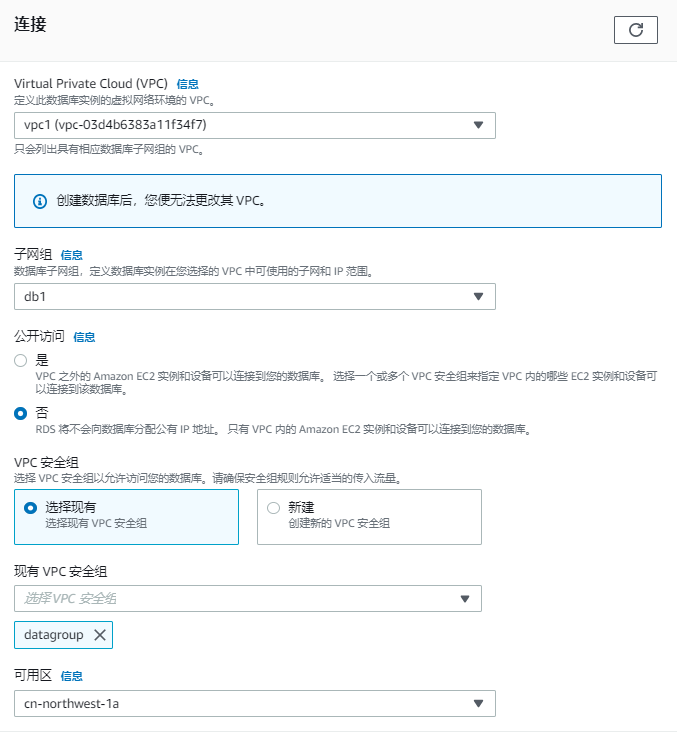 连接
Virtual Private Cloud (VPC) 信息
定义此数据库实例的虚拟网络环境的 VPC。
vpc1 (vpc-03d4b6383a11f34f7)
只会列出具有相应数据库子网组的 VPC。
创建数据库后，您便无法更改其 VPC。
子网组 信息
数据库子网组，定义数据库实例在您选择的 VPC 中可使用的子网和 IP 范围。
db1
公开访问 信息
是
VPC 之外的 Amazon EC2 实例和设备可以连接到您的数据库。 选择一个或多个 VPC 安全组来指定 VPC 内的哪些 EC2 实例和设备可
以连接到该数据库。
否
RDS 将不会向数据库分配公有 IP 地址。 只有 VPC 内的 Amazon EC2 实例和设备可以连接到您的数据库。
VPC 安全组
选择 VPC 安全组以允许访问您的数据库。请确保安全组规则允许适当的传入流量。
选择现有
选择现有 VPC 安全组
新建
创建新的 VPC 安全组
现有 VPC 安全组
选择 VPC 安全组
datagroup
可用区 信息
cn-northwest-1a